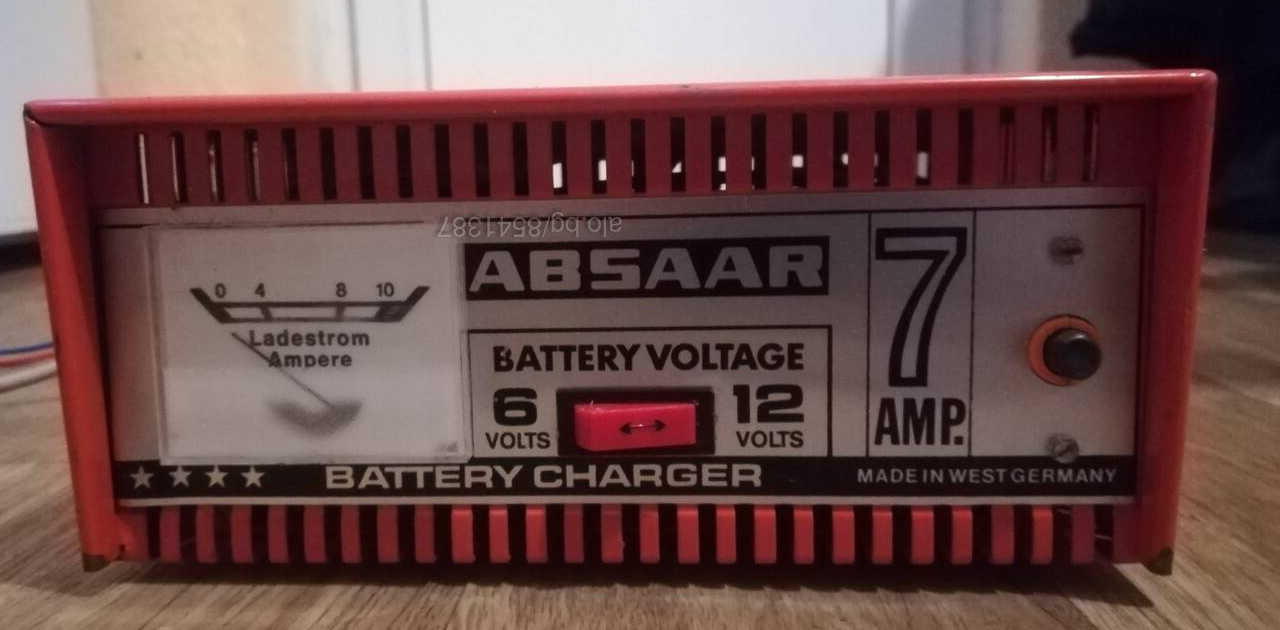 alo.bg/8541387
0 4 8 10
Ladestrom
Ampere
ABSAAR
BATTERY VOLTAGE
6 VOLTS
12 VOLTS
7 AMP.
★ ★ ★ ★ BATTERY CHARGER
MADE IN WEST GERMANY